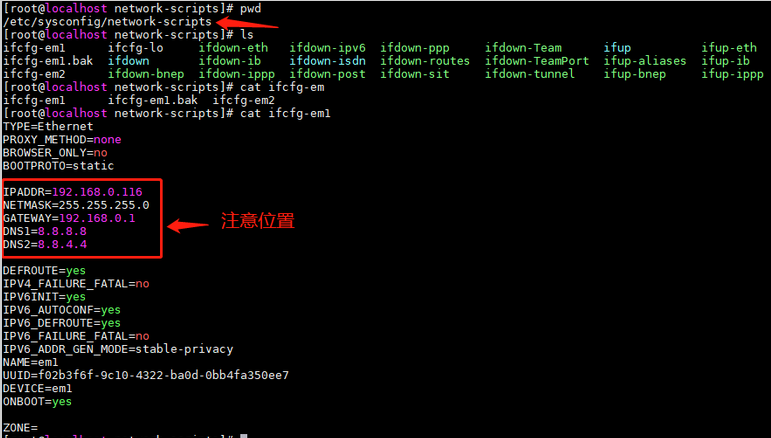 [root@localhost network-scripts]# pwd
/etc/sysconfig/network-scripts
[root@localhost network-scripts]# ls
ifcfg-em1 ifcfg-lo ifdown-eth ifdown-ipv6 ifdown-ppp ifdown-Team ifup ifup-eth
ifcfg-em1.bak ifdown ifdown-ib ifdown-isdn ifdown-routes ifdown-TeamPort ifup-aliases ifup-ib
ifcfg-em2 ifdown-bnep ifdown-ippp ifdown-post ifdown-sit ifdown-tunnel ifup-bnep ifup-ippp
[root@localhost network-scripts]# cat ifcfg-em
ifcfg-em1 ifcfg-em1.bak ifcfg-em2
[root@localhost network-scripts]# cat ifcfg-em1
TYPE=Ethernet
PROXY_METHOD=none
BROWSER_ONLY=no
BOOTPROTO=static
IPADDR=192.168.0.116
NETMASK=255.255.255.0
GATEWAY=192.168.0.1
注意位置
DNS1=8.8.8.8
DNS2=8.8.4.4
DEFROUTE=yes
IPV4_FAILURE_FATAL=no
IPV6INIT=yes
IPV6_AUTOCONF=yes
IPV6_DEFROUTE=yes
IPV6_FAILURE_FATAL=no
IPV6_ADDR_GEN_MODE=stable-privacy
NAME=em1
UUID=f02b3f6f-9c10-4322-ba0d-0bb4fa350ee7
DEVICE=em1
ONBOOT=yes
ZONE=
[root@localhost network-scripts]#